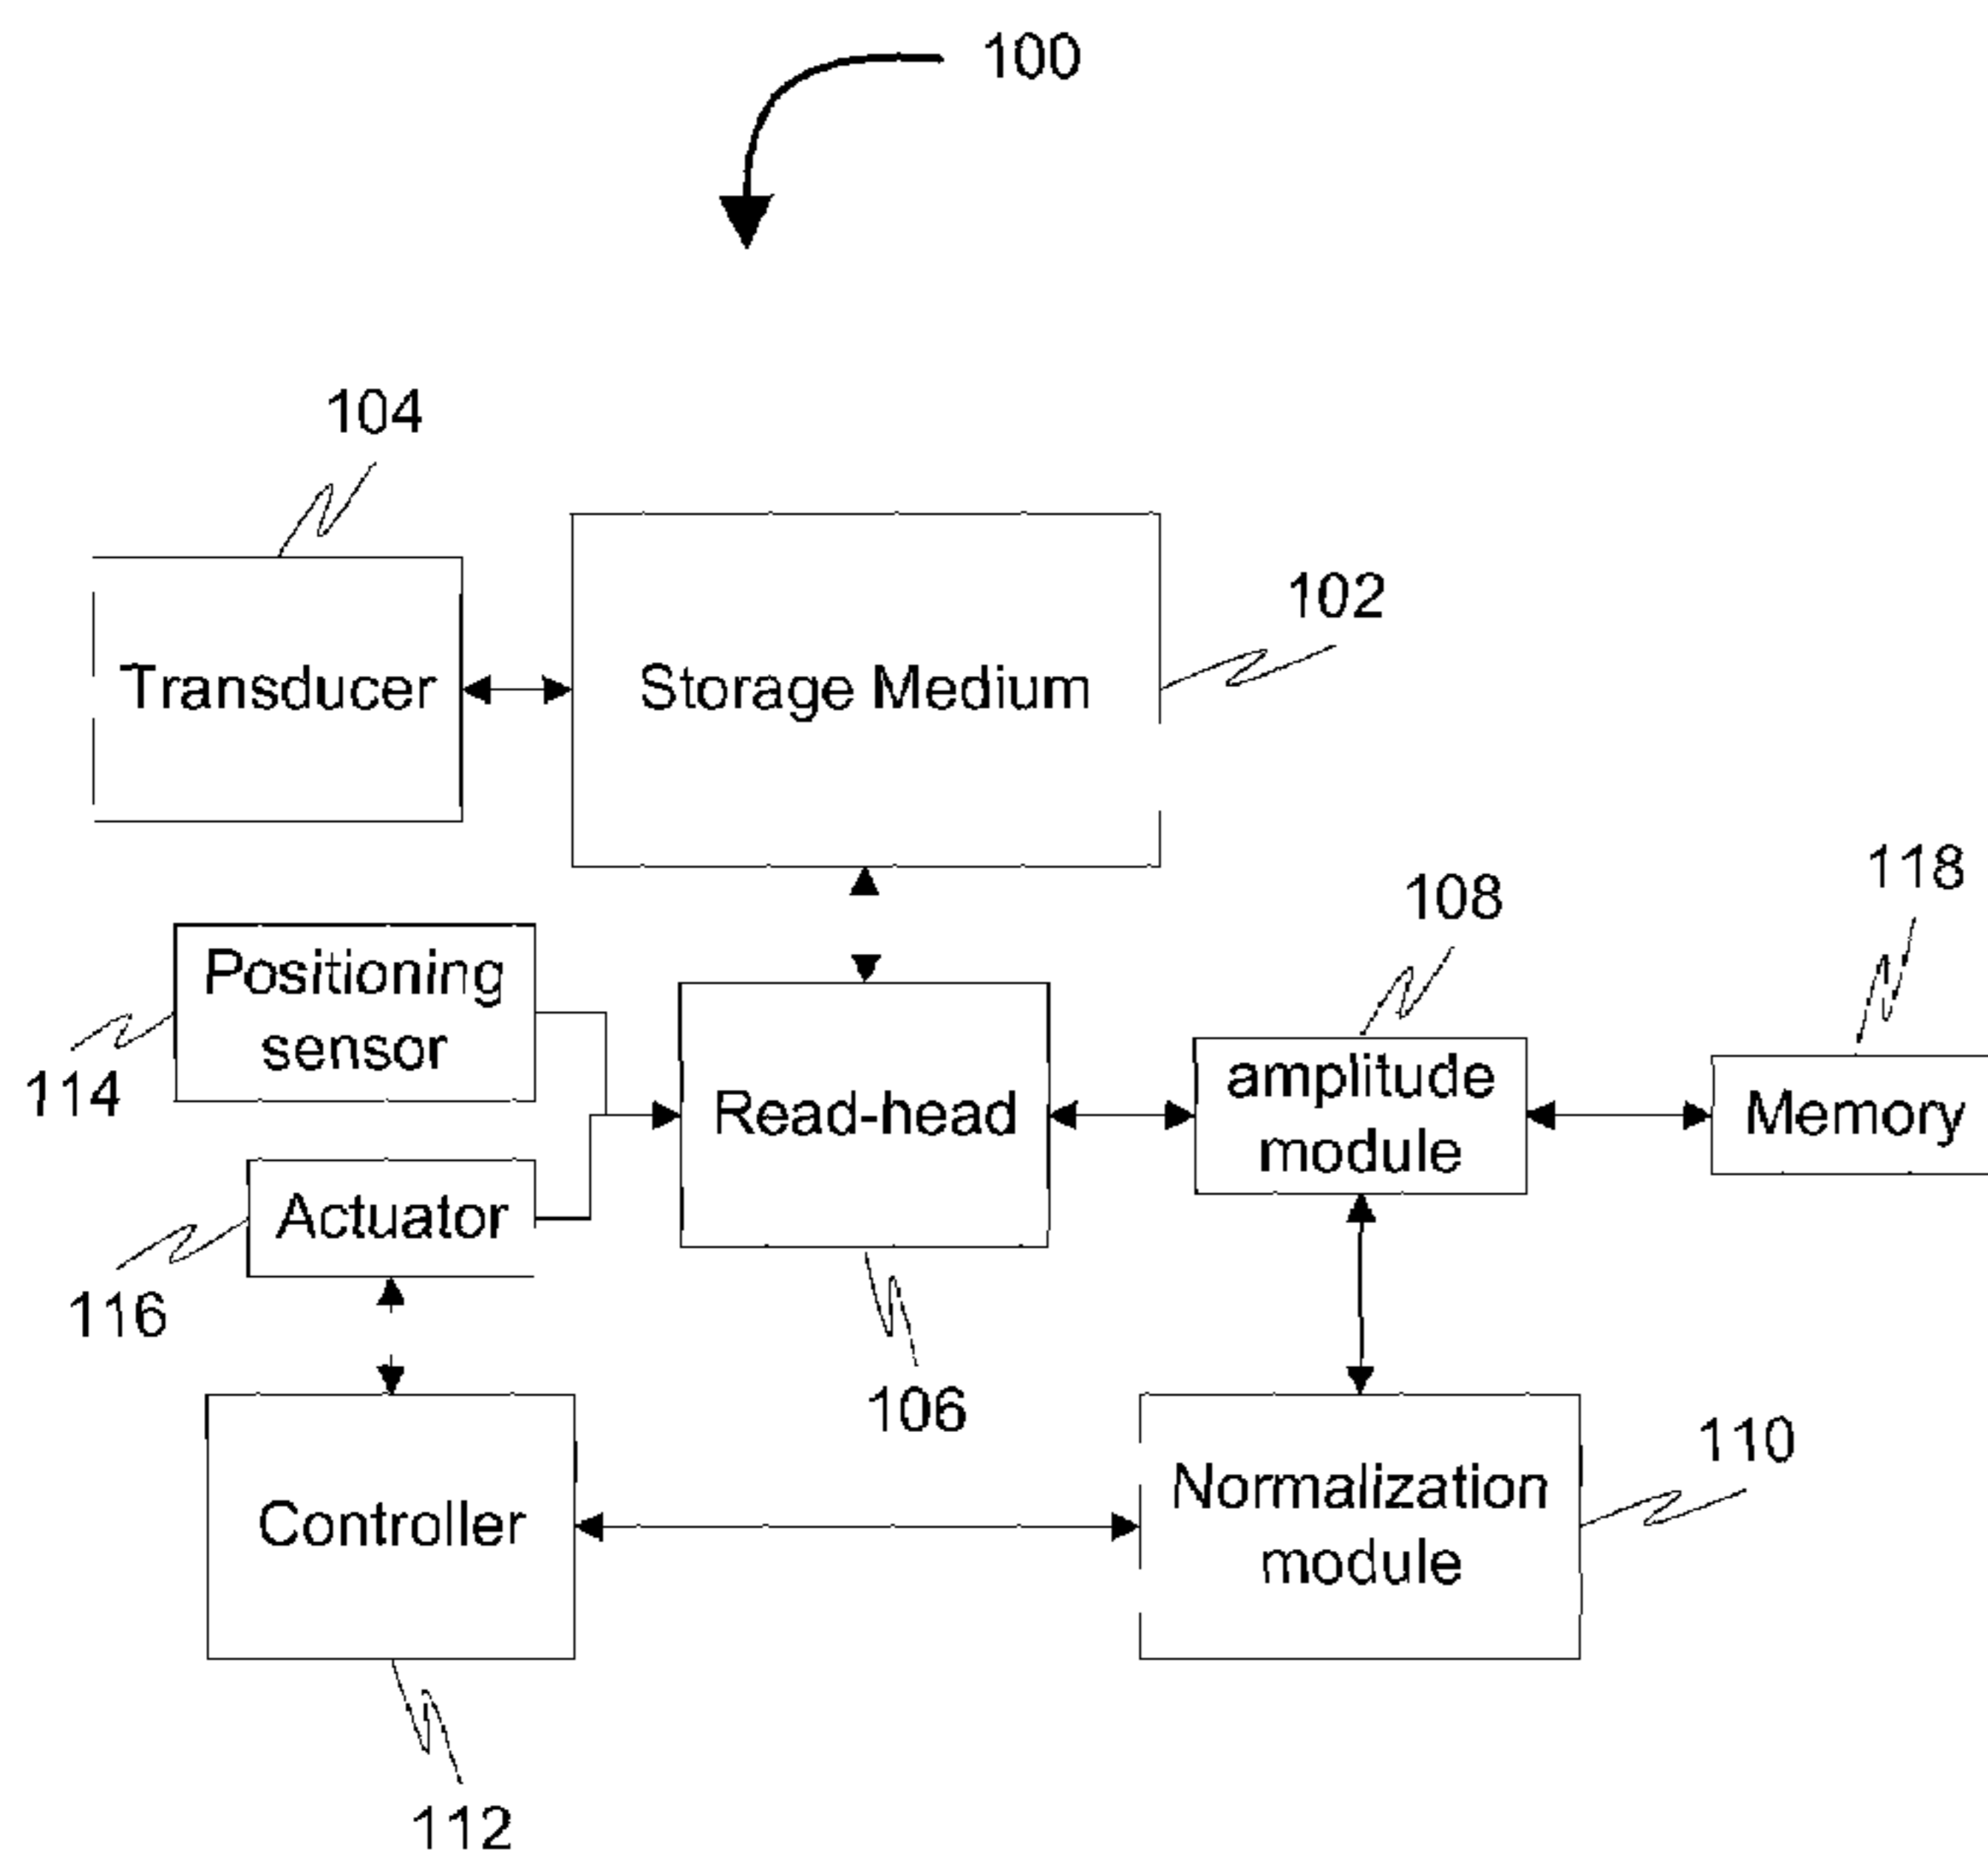 100
104
102
Transducer
Storage Medium
118
108
Positioning
sensor
114
amplitude
module
Read-head
Memory
Actuator
116
106
110
Normalization
module
Controller
112